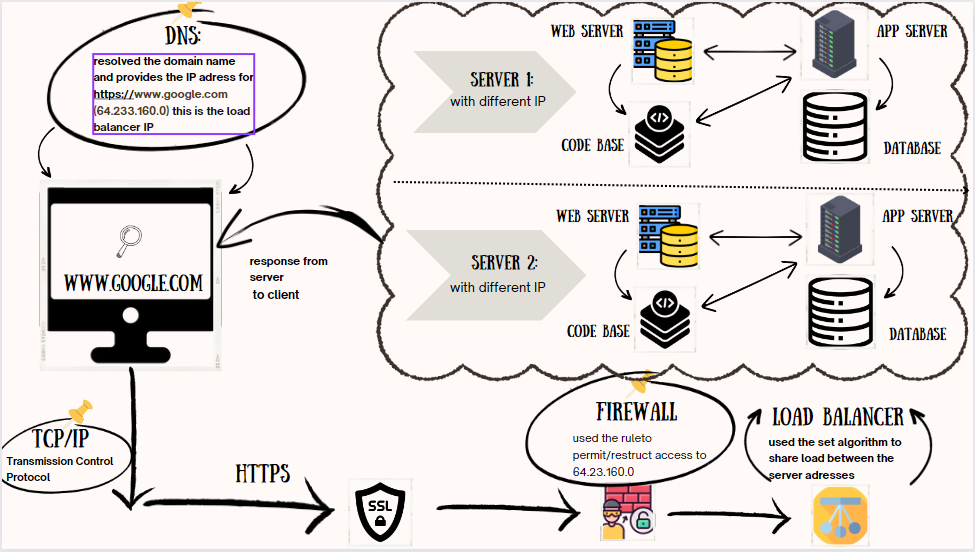 DNS:
resolved the domain name
and provides the IP adress for
https://www.google.com
(64.233.160.0) this is the load
balancer IP
WWW.GOOGLE.COM
response from
server
to client
SERVER 1:
with different IP
WEB SERVER
APP SERVER
CODE BASE
DATABASE
SERVER 2:
with different IP
WEB SERVER
APP SERVER
CODE BASE
DATABASE
TCP/IP
Transmission Control
Protocol
HTTPS
SSL
FIREWALL
used the ruleto
permit/restruct access to
64.23.160.0
LOAD BALANCER
used the set algorithm to
share load between the
server adresses